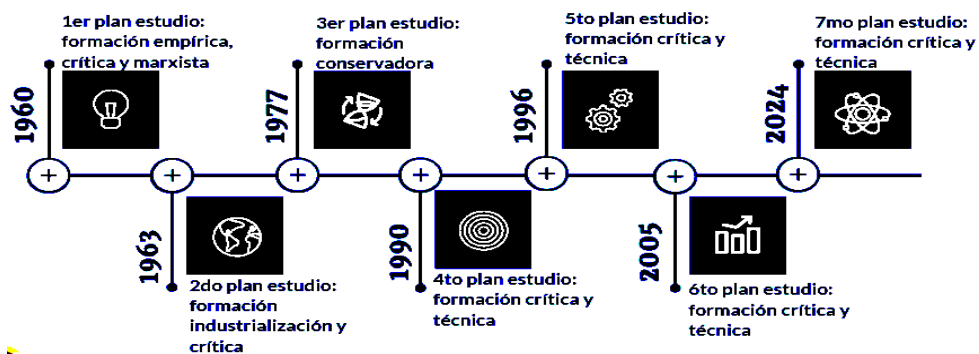 1er plan estudio:
formación empírica,
crítica y marxista
1960
2do plan estudio:
formación
industrialización y
crítica
1963
3er plan estudio:
formación
conservadora
1977
4to plan estudio:
formación crítica y
técnica
1990
5to plan estudio:
formación crítica y
técnica
1996
6to plan estudio:
formación crítica y
técnica
2005
7mo plan estudio:
formación crítica y
técnica
2024